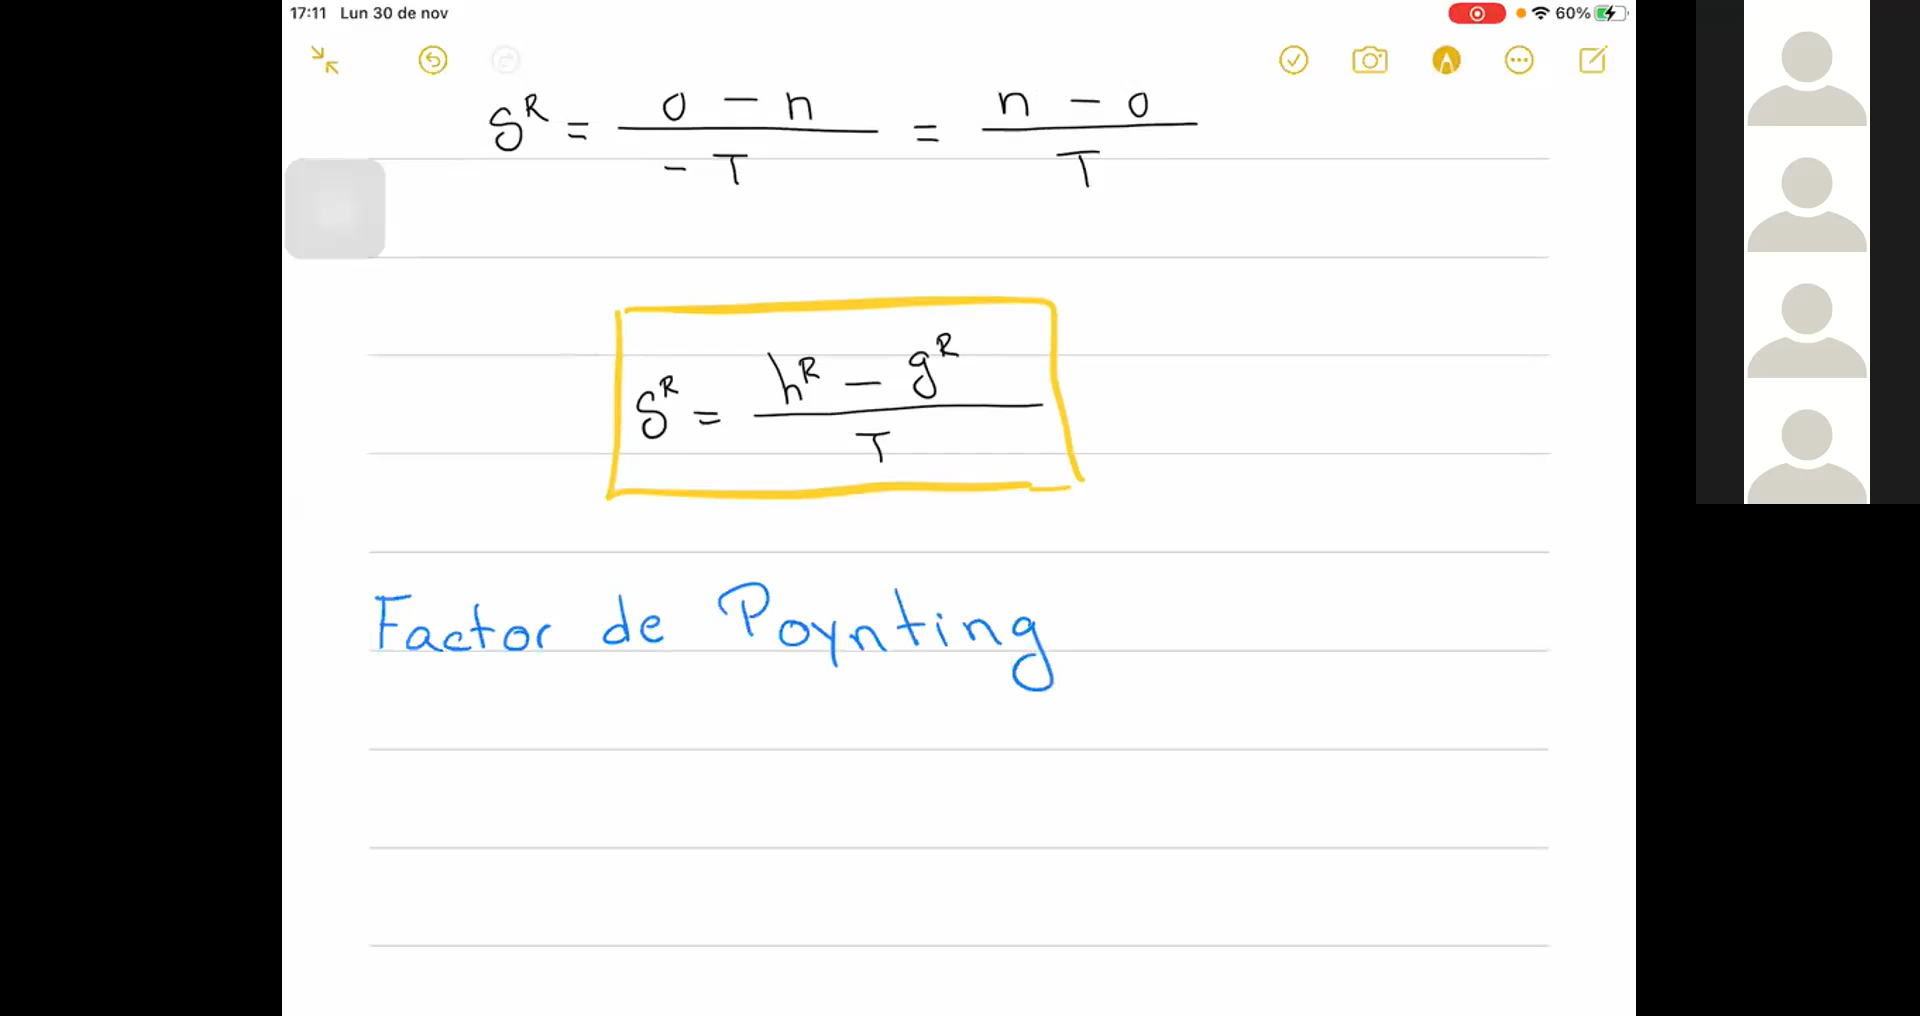 17:11 Lun 30 de nov 60%
S^R = (0 - n) / (- T) = (n - 0) / T
S^R = (h^R - g^R) / T
Factor de Poynting